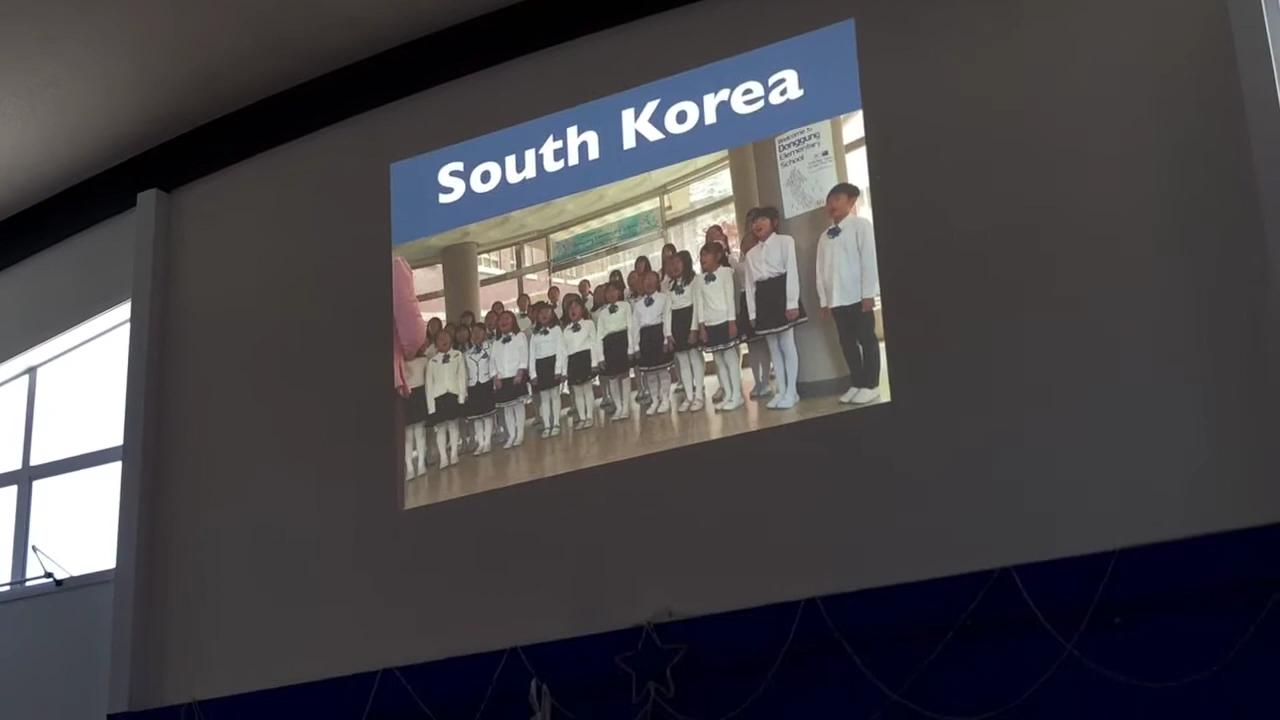 South Korea
Welcome to
Donggung
Elementary
School